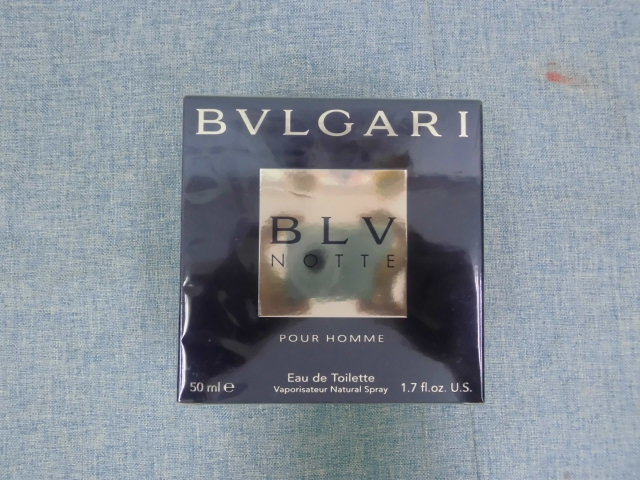 BVLGARI
BLV
NOTTE
POUR HOMME
Eau de Toilette
50 ml ℮ Vaporisateur Natural Spray 1.7 fl.oz. U.S.